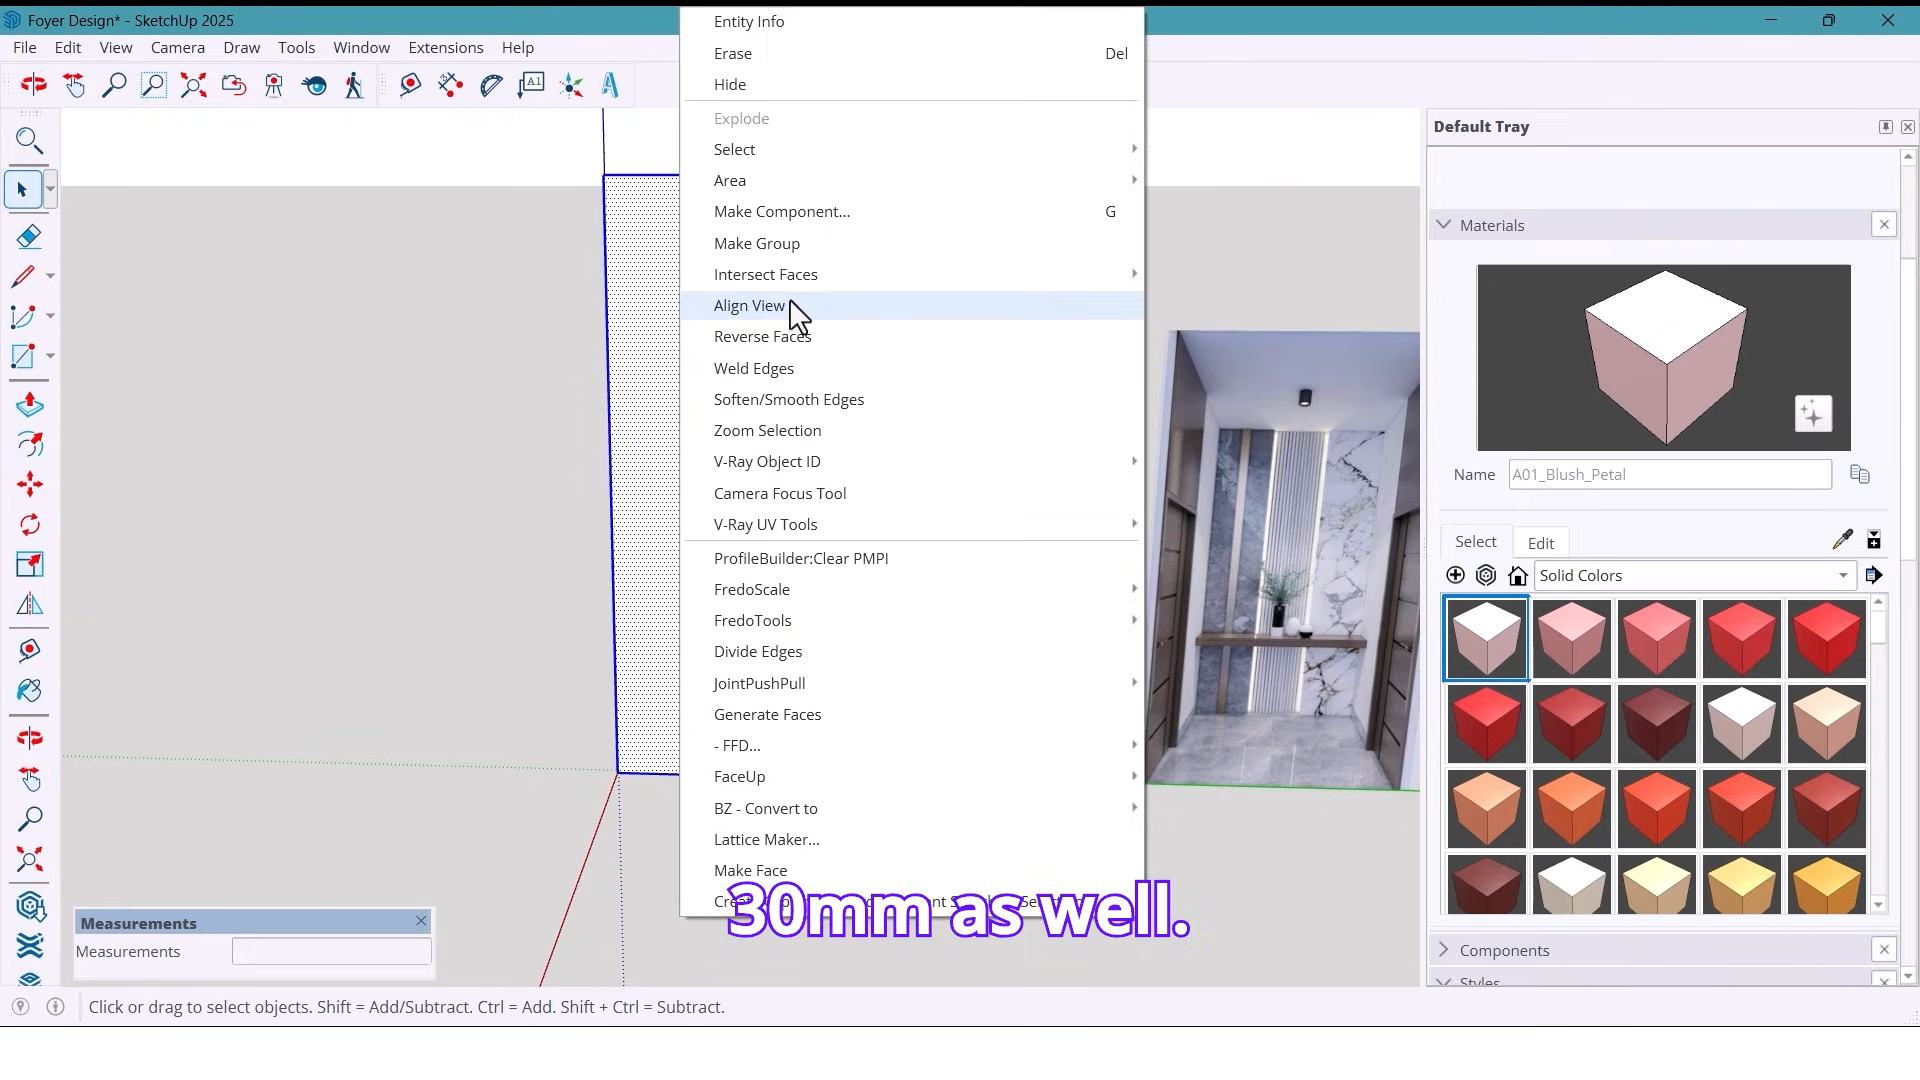 Foyer Design* - SketchUp 2025
File Edit View Camera Draw Tools Window Extensions Help
A1
Entity Info
Erase Del
Hide
Explode
Select
Area
Make Component... G
Make Group
Intersect Faces
Align View
Reverse Faces
Weld Edges
Soften/Smooth Edges
Zoom Selection
V-Ray Object ID
Camera Focus Tool
V-Ray UV Tools
ProfileBuilder:Clear PMPI
FredoScale
FredoTools
Divide Edges
JointPushPull
Generate Faces
- FFD...
FaceUp
BZ - Convert to
Lattice Maker...
Make Face
30mm as well.
Default Tray
Materials
Name A01_Blush_Petal
Select Edit
Solid Colors
Components
Styles
Measurements
Measurements
Click or drag to select objects. Shift = Add/Subtract. Ctrl = Add. Shift + Ctrl = Subtract.